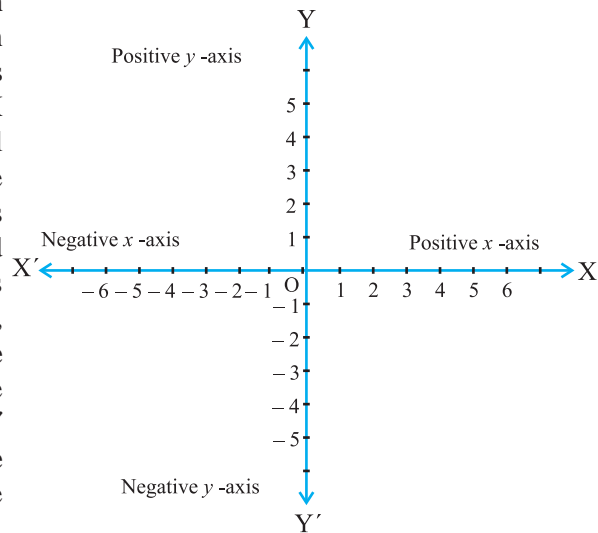 Y
Positive y -axis
5
4
3
2
1
Negative x -axis
Positive x -axis
X′
X
– 6 – 5 – 4 – 3 – 2 – 1 O 1 2 3 4 5 6
– 1
– 2
– 3
– 4
– 5
Negative y -axis
Y′